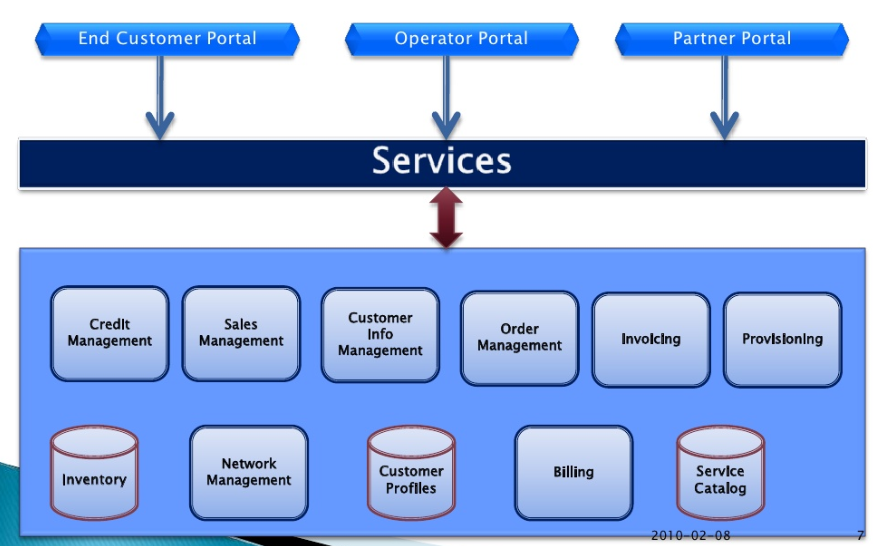 End Customer Portal
Operator Portal
Partner Portal
Services
Credit
Management
Sales
Management
Customer
Info
Management
Order
Management
Invoicing
Provisioning
Inventory
Network
Management
Customer
Profiles
Billing
Service
Catalog
2010-02-08
7